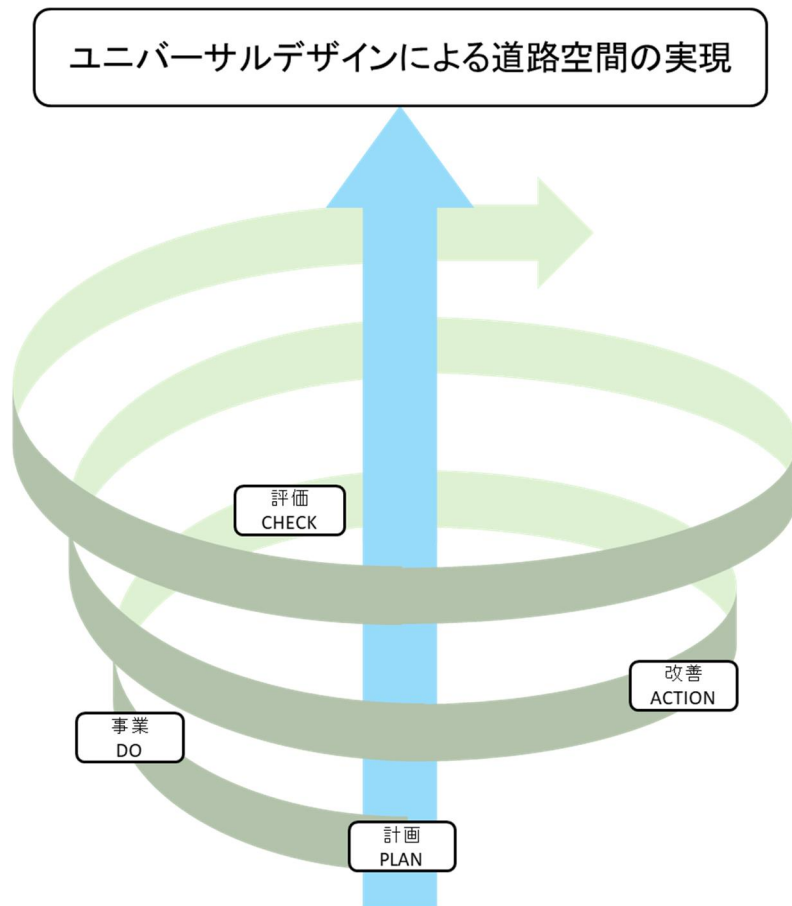 ユニバーサルデザインによる道路空間の実現
評価
CHECK
改善
ACTION
事業
DO
計画
PLAN